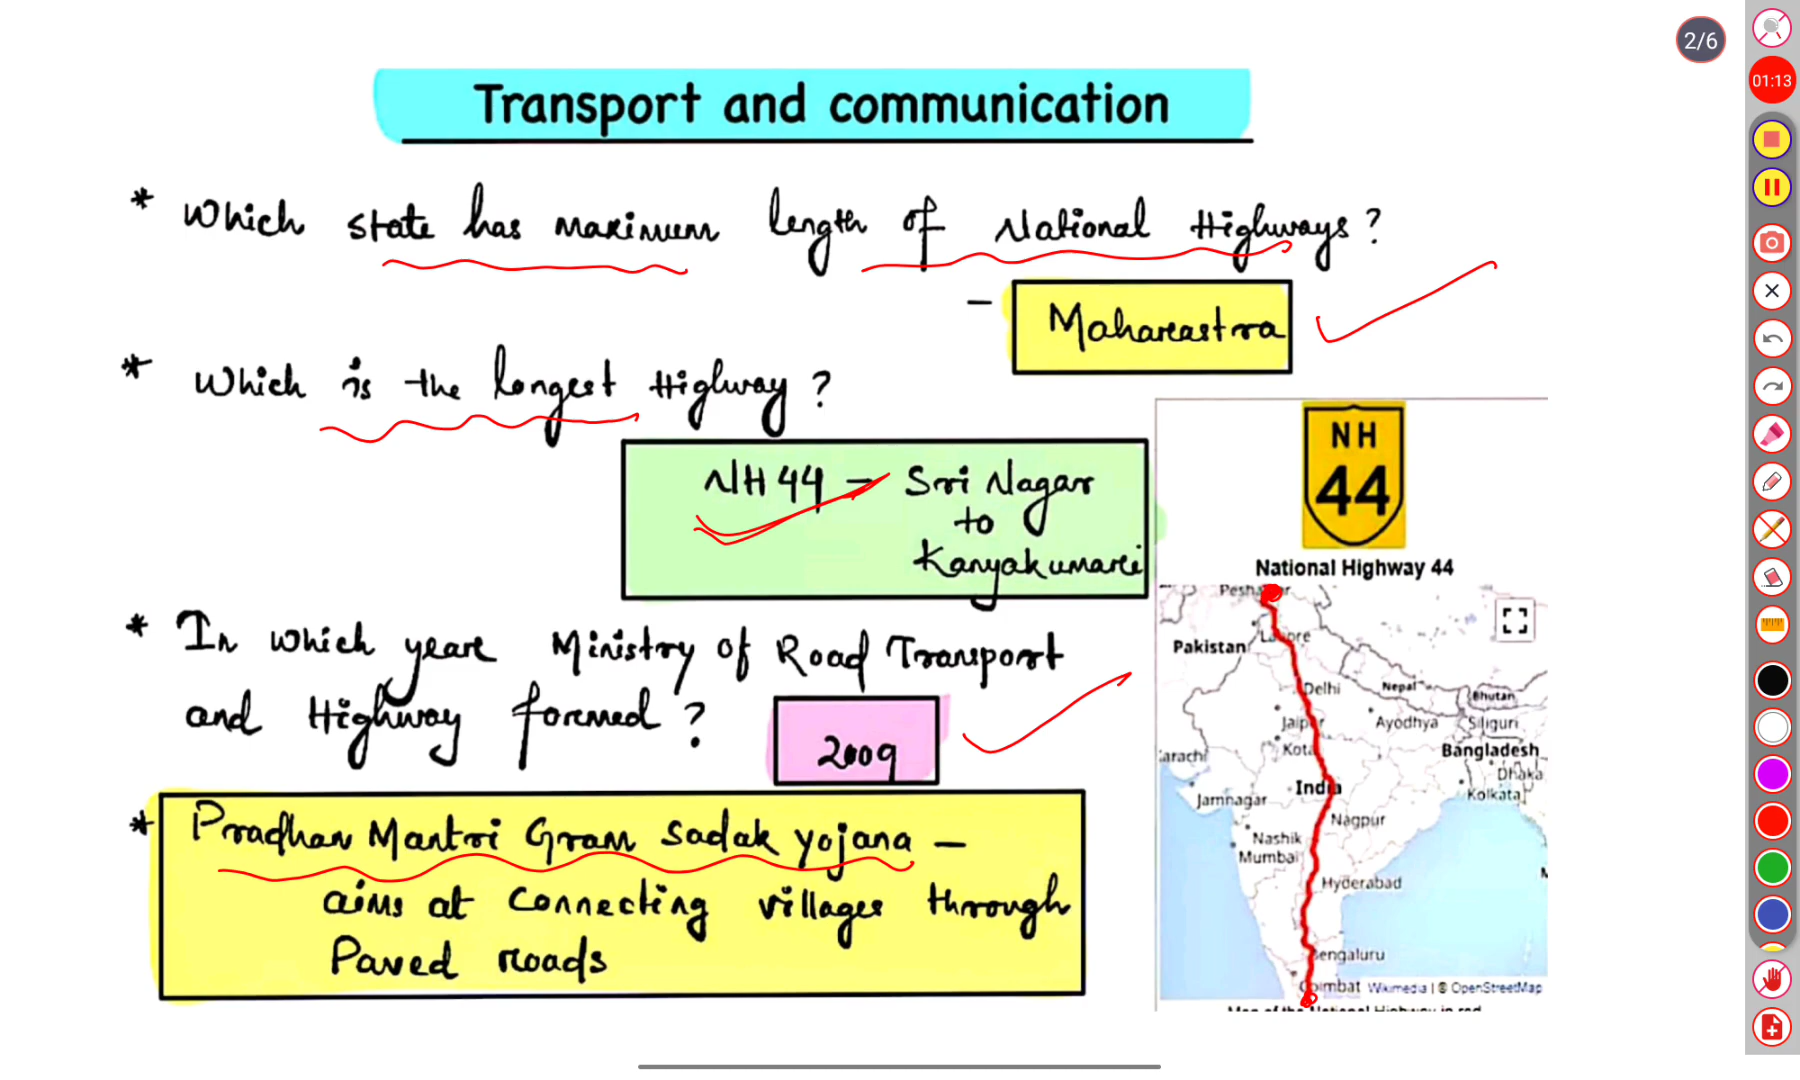 2/6
01:13
Transport and communication
* Which state has maximum length of National Highways?
- Maharastra
* Which is the longest Highway?
NH 44 - Sri Nagar
to
Kanyakumari
NH
44
National Highway 44
Pakistan
Delhi
Nepal
Bhutan
Jaipur
Ayodhya
Siliguri
Kota
Bangladesh
Dhaka
India
Kolkata
Jamnagar
Nagpur
Nashik
Mumbai
Hyderabad
Bengaluru
Coimbat
Wikimedia | © OpenStreetMap
* In which year Ministry of Road Transport
and Highway formed?
2009
* Pradhan Mantri Gram Sadak Yojana -
aims at connecting villages through
Paved roads